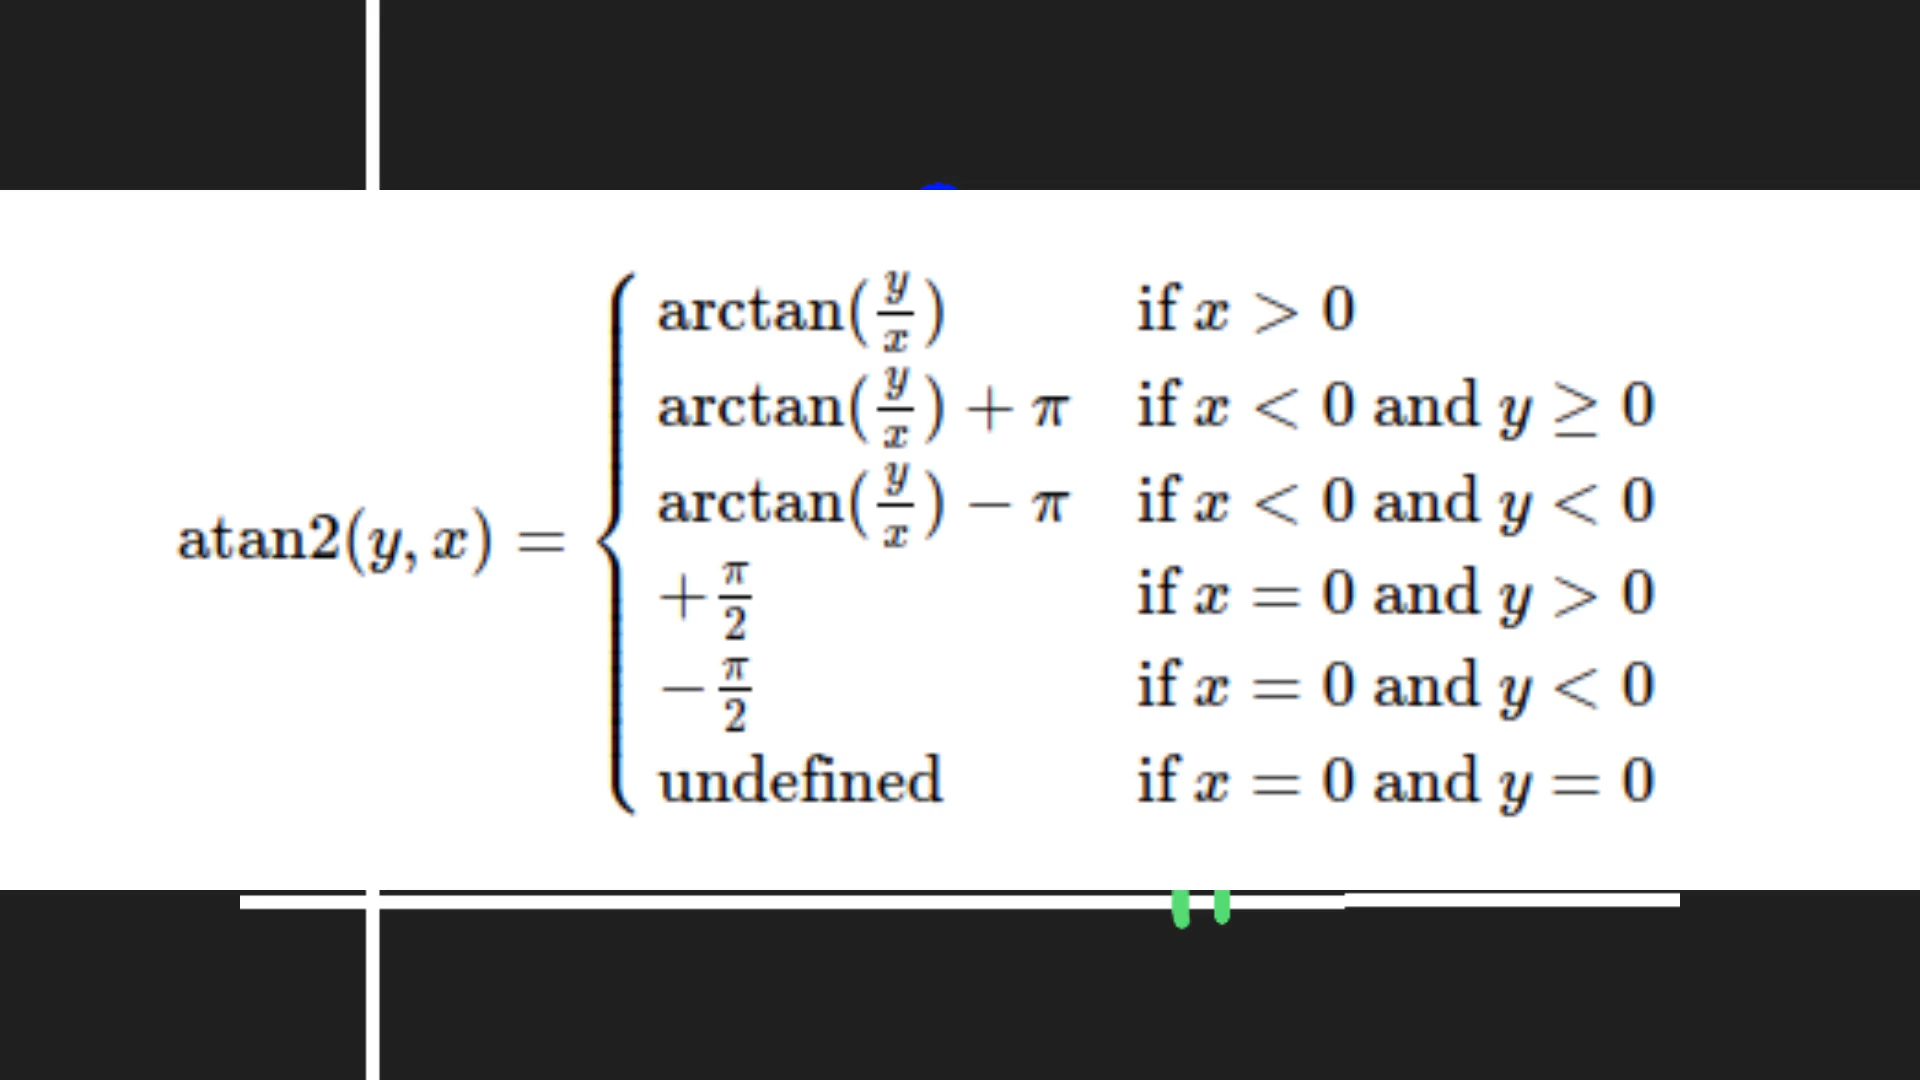 arctan(y/x) if x > 0
arctan(y/x) + π if x < 0 and y ≥ 0
arctan(y/x) − π if x < 0 and y < 0
atan2(y, x) =
+π/2 if x = 0 and y > 0
−π/2 if x = 0 and y < 0
undefined if x = 0 and y = 0